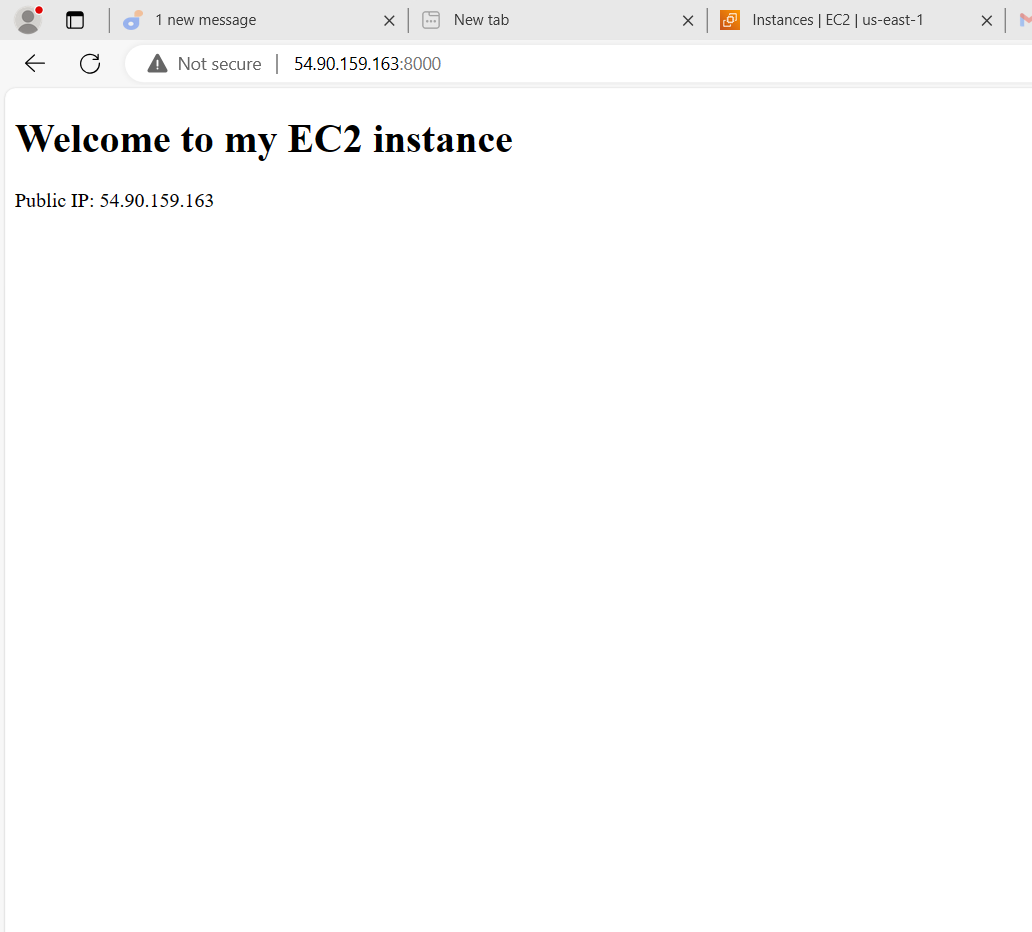 1 new message
New tab
Instances | EC2 | us-east-1
Not secure
54.90.159.163:8000
Welcome to my EC2 instance
Public IP: 54.90.159.163